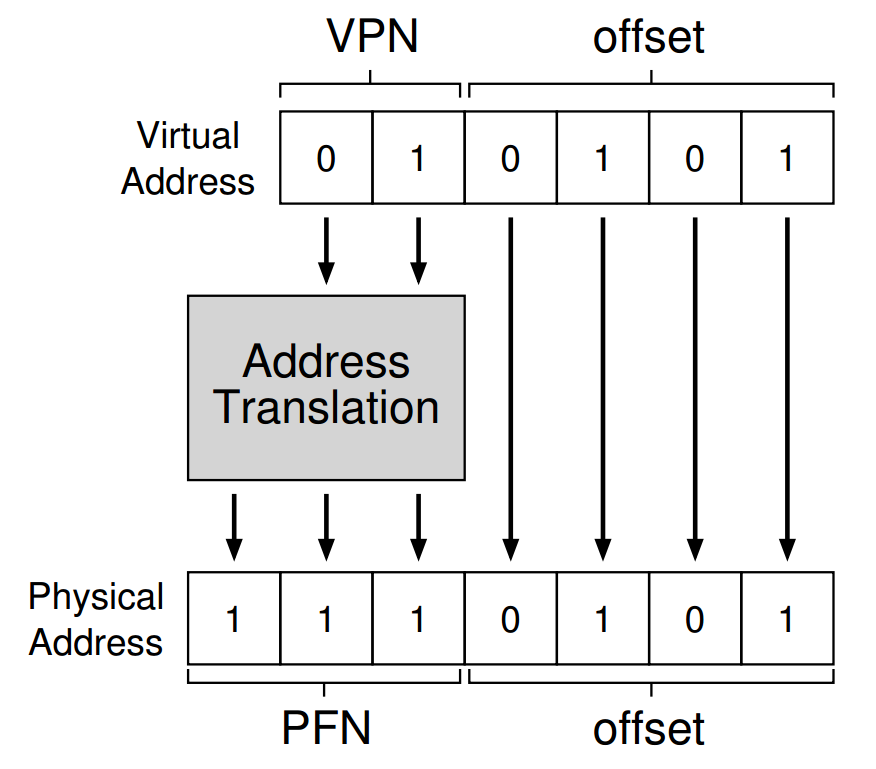 VPN offset
Virtual
Address
0 1 0 1 0 1
Address
Translation
Physical
Address
1 1 1 0 1 0 1
PFN offset